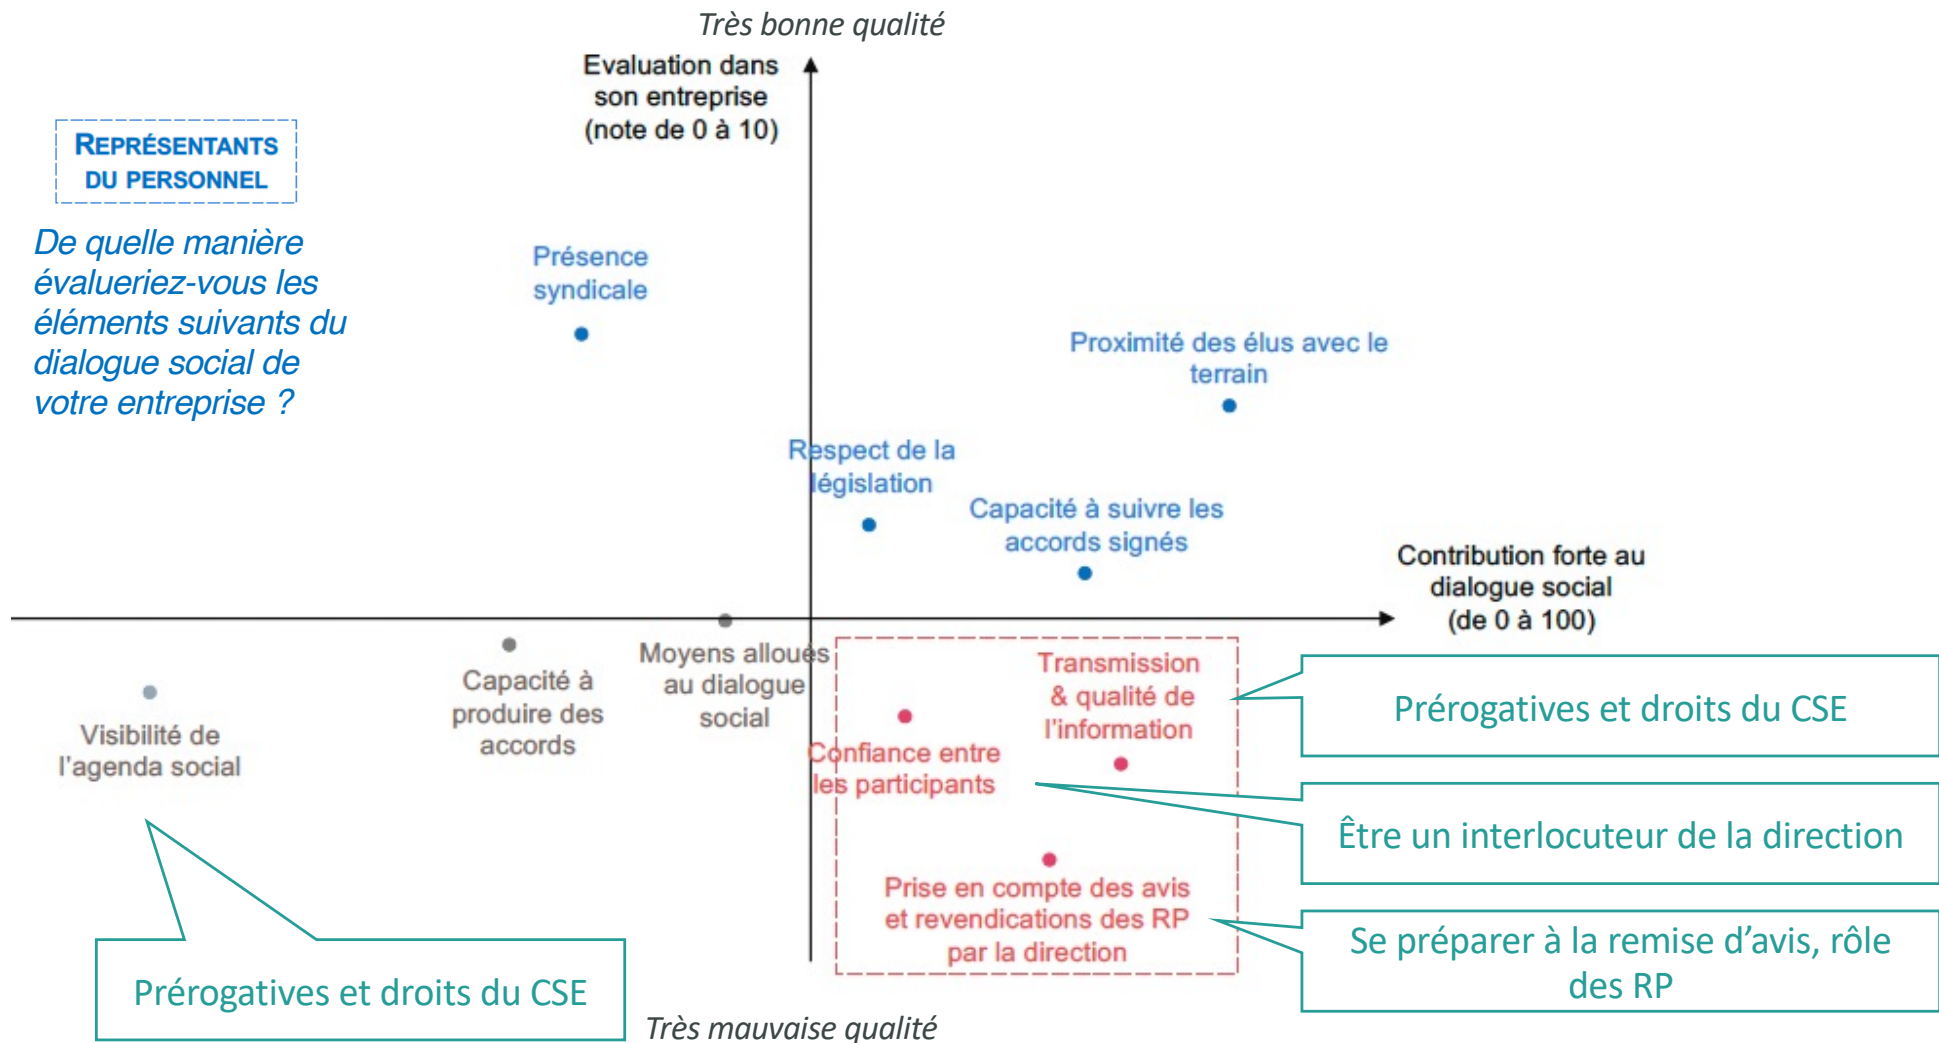 Très bonne qualité
Evaluation dans
son entreprise
(note de 0 à 10)
REPRÉSENTANTS
DU PERSONNEL
De quelle manière
évalueriez-vous les
éléments suivants du
dialogue social de
votre entreprise ?
Présence
syndicale
Proximité des élus avec le
terrain
Respect de la
législation
Capacité à suivre les
accords signés
Contribution forte au
dialogue social
(de 0 à 100)
Moyens alloués
au dialogue
social
Capacité à
produire des
accords
Visibilité de
l'agenda social
Transmission
& qualité de
l'information
Confiance entre
les participants
Prise en compte des avis
et revendications des RP
par la direction
Prérogatives et droits du CSE
Être un interlocuteur de la direction
Se préparer à la remise d’avis, rôle
des RP
Prérogatives et droits du CSE
Très mauvaise qualité